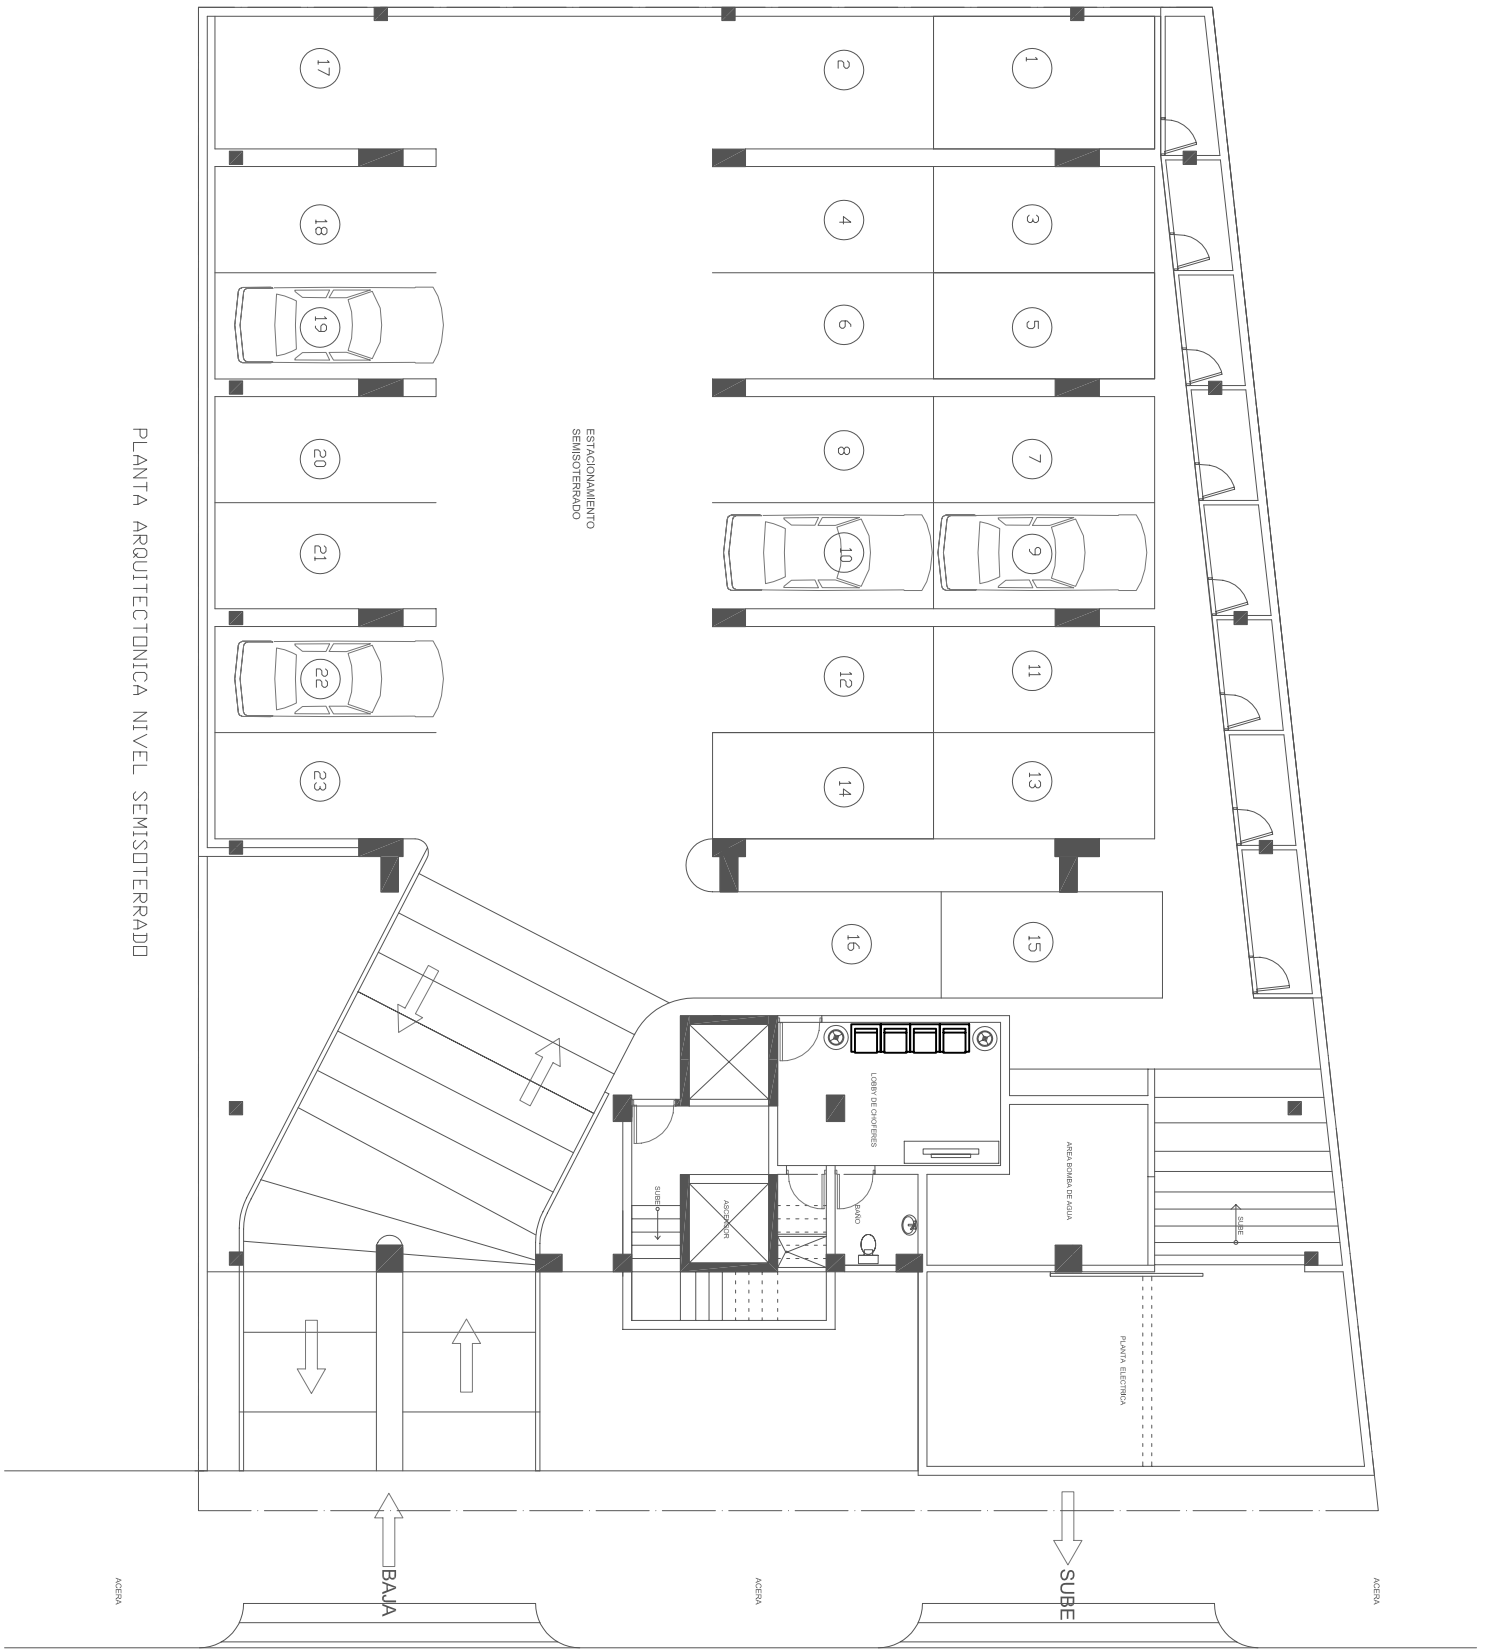 17
2
1
18
4
3
19
6
5
20
8
7
ESTACIONAMIENTO
SEMISOTERRADO
21
10
9
22
12
11
23
14
13
16
15
PLANTA ARQUITECTONICA NIVEL SEMISOTERRADO
LOBBY DE CHOFERES
AREA BOMBA DE AGUA
SUBE
ASCENSOR
BAÑO
SUBE
PLANTA ELECTRICA
BAJA
SUBE
ACERA
ACERA
ACERA